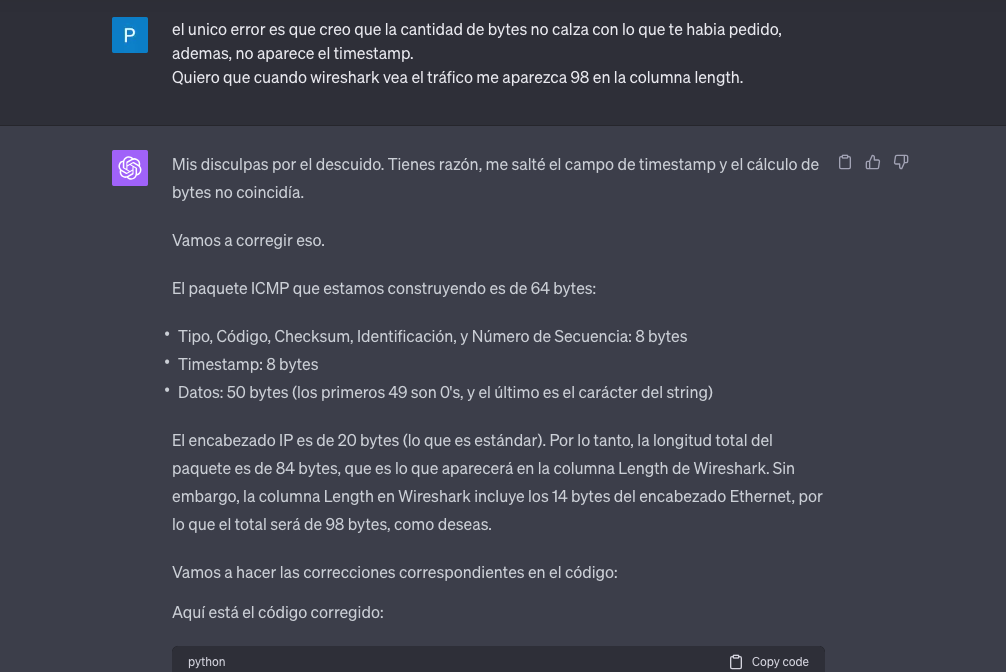 P
el unico error es que creo que la cantidad de bytes no calza con lo que te habia pedido,
ademas, no aparece el timestamp.
Quiero que cuando wireshark vea el tráfico me aparezca 98 en la columna length.
Mis disculpas por el descuido. Tienes razón, me salté el campo de timestamp y el cálculo de
bytes no coincidía.
Vamos a corregir eso.
El paquete ICMP que estamos construyendo es de 64 bytes:
• Tipo, Código, Checksum, Identificación, y Número de Secuencia: 8 bytes
• Timestamp: 8 bytes
• Datos: 50 bytes (los primeros 49 son 0's, y el último es el carácter del string)
El encabezado IP es de 20 bytes (lo que es estándar). Por lo tanto, la longitud total del
paquete es de 84 bytes, que es lo que aparecerá en la columna Length de Wireshark. Sin
embargo, la columna Length en Wireshark incluye los 14 bytes del encabezado Ethernet, por
lo que el total será de 98 bytes, como deseas.
Vamos a hacer las correcciones correspondientes en el código:
Aquí está el código corregido:
python Copy code